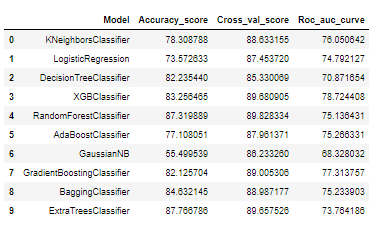 Model Accuracy_score Cross_val_score Roc_auc_curve
0 KNeighborsClassifier 78.308788 88.633155 76.050642
1 LogisticRegression 73.572633 87.453720 74.792127
2 DecisionTreeClassifier 82.235440 85.330069 70.871654
3 XGBClassifier 83.256465 89.680905 78.724408
4 RandomForestClassifier 87.319889 89.828334 75.136431
5 AdaBoostClassifier 77.108051 87.961371 75.266331
6 GaussianNB 55.499539 86.233260 68.328032
7 GradientBoostingClassifier 82.125704 89.005306 77.313757
8 BaggingClassifier 84.632145 88.987177 75.233903
9 ExtraTreesClassifier 87.766786 89.657526 73.764186